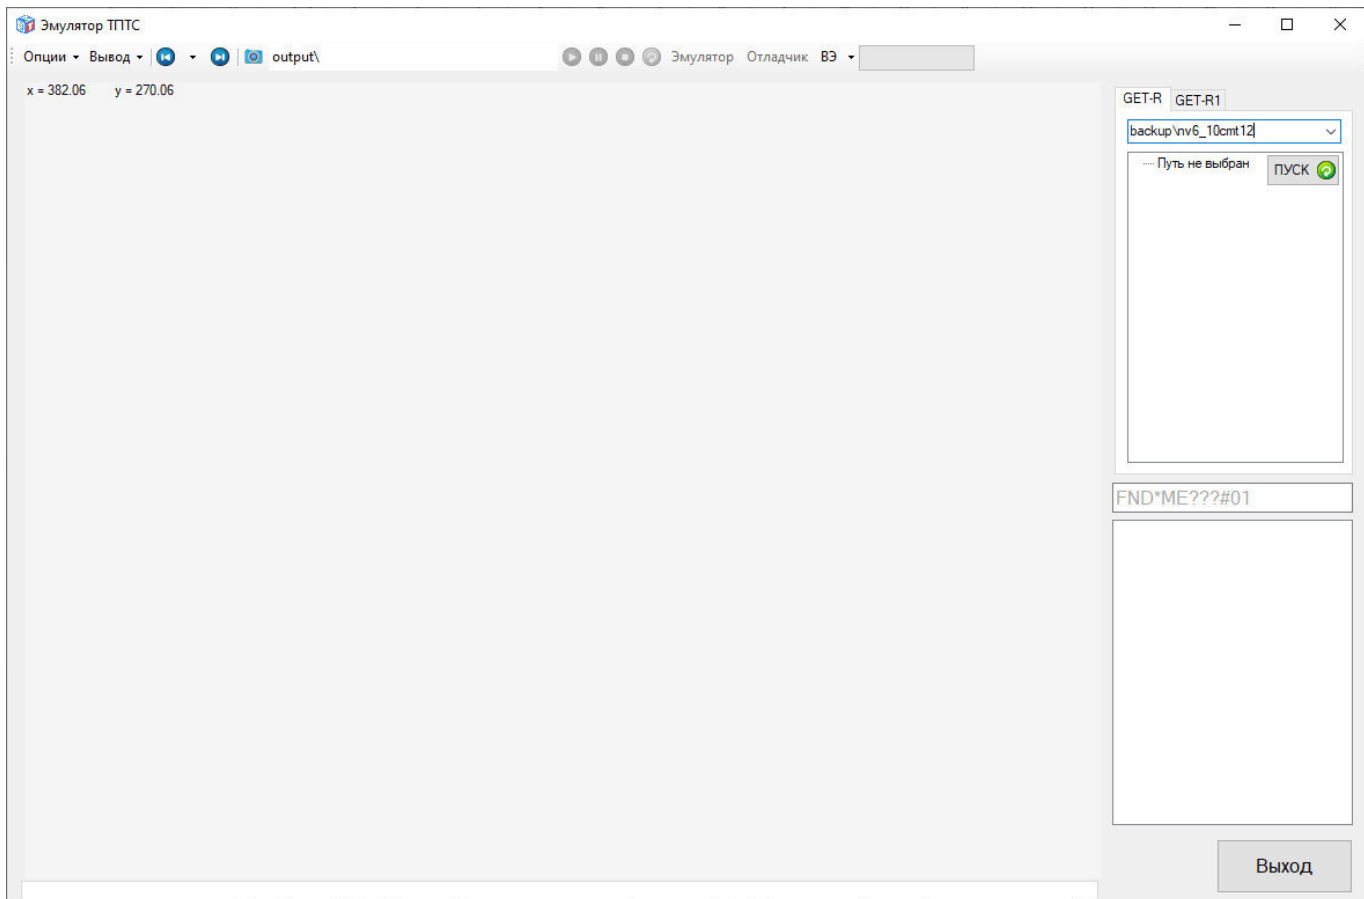 Эмулятор ТПТС
Опции Вывод output\ Эмулятор Отладчик ВЭ
x = 382.06 y = 270.06
GET-R GET-R1
backup\nv6_10cmt12
Путь не выбран ПУСК
FND*ME???#01
Выход